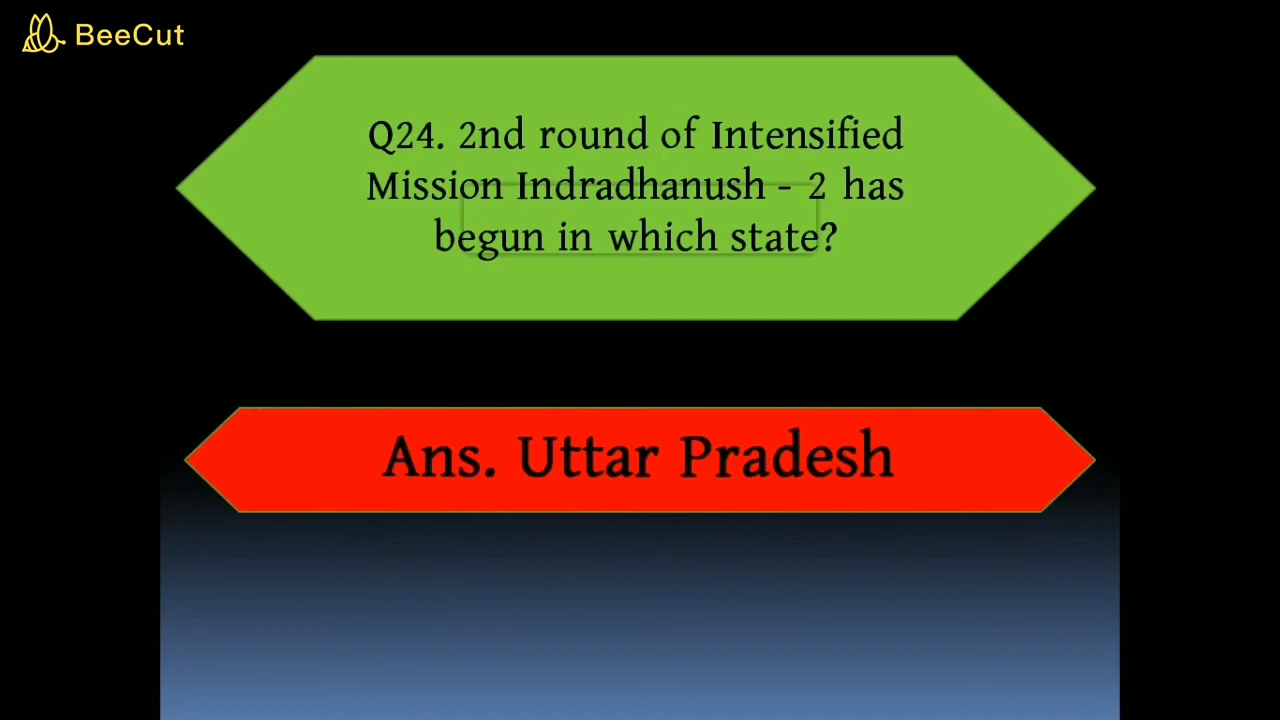 BeeCut
Q24. 2nd round of Intensified
Mission Indradhanush - 2 has
begun in which state?
Ans. Uttar Pradesh